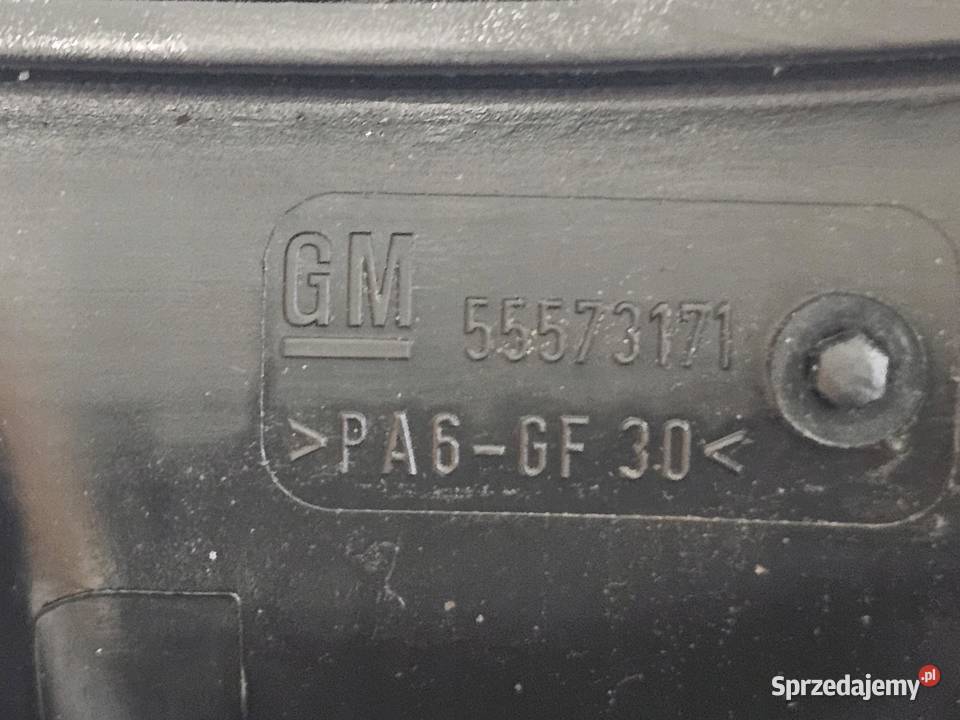 GM
55573171
>PA6-GF 30<
Sprzedajemy.pl